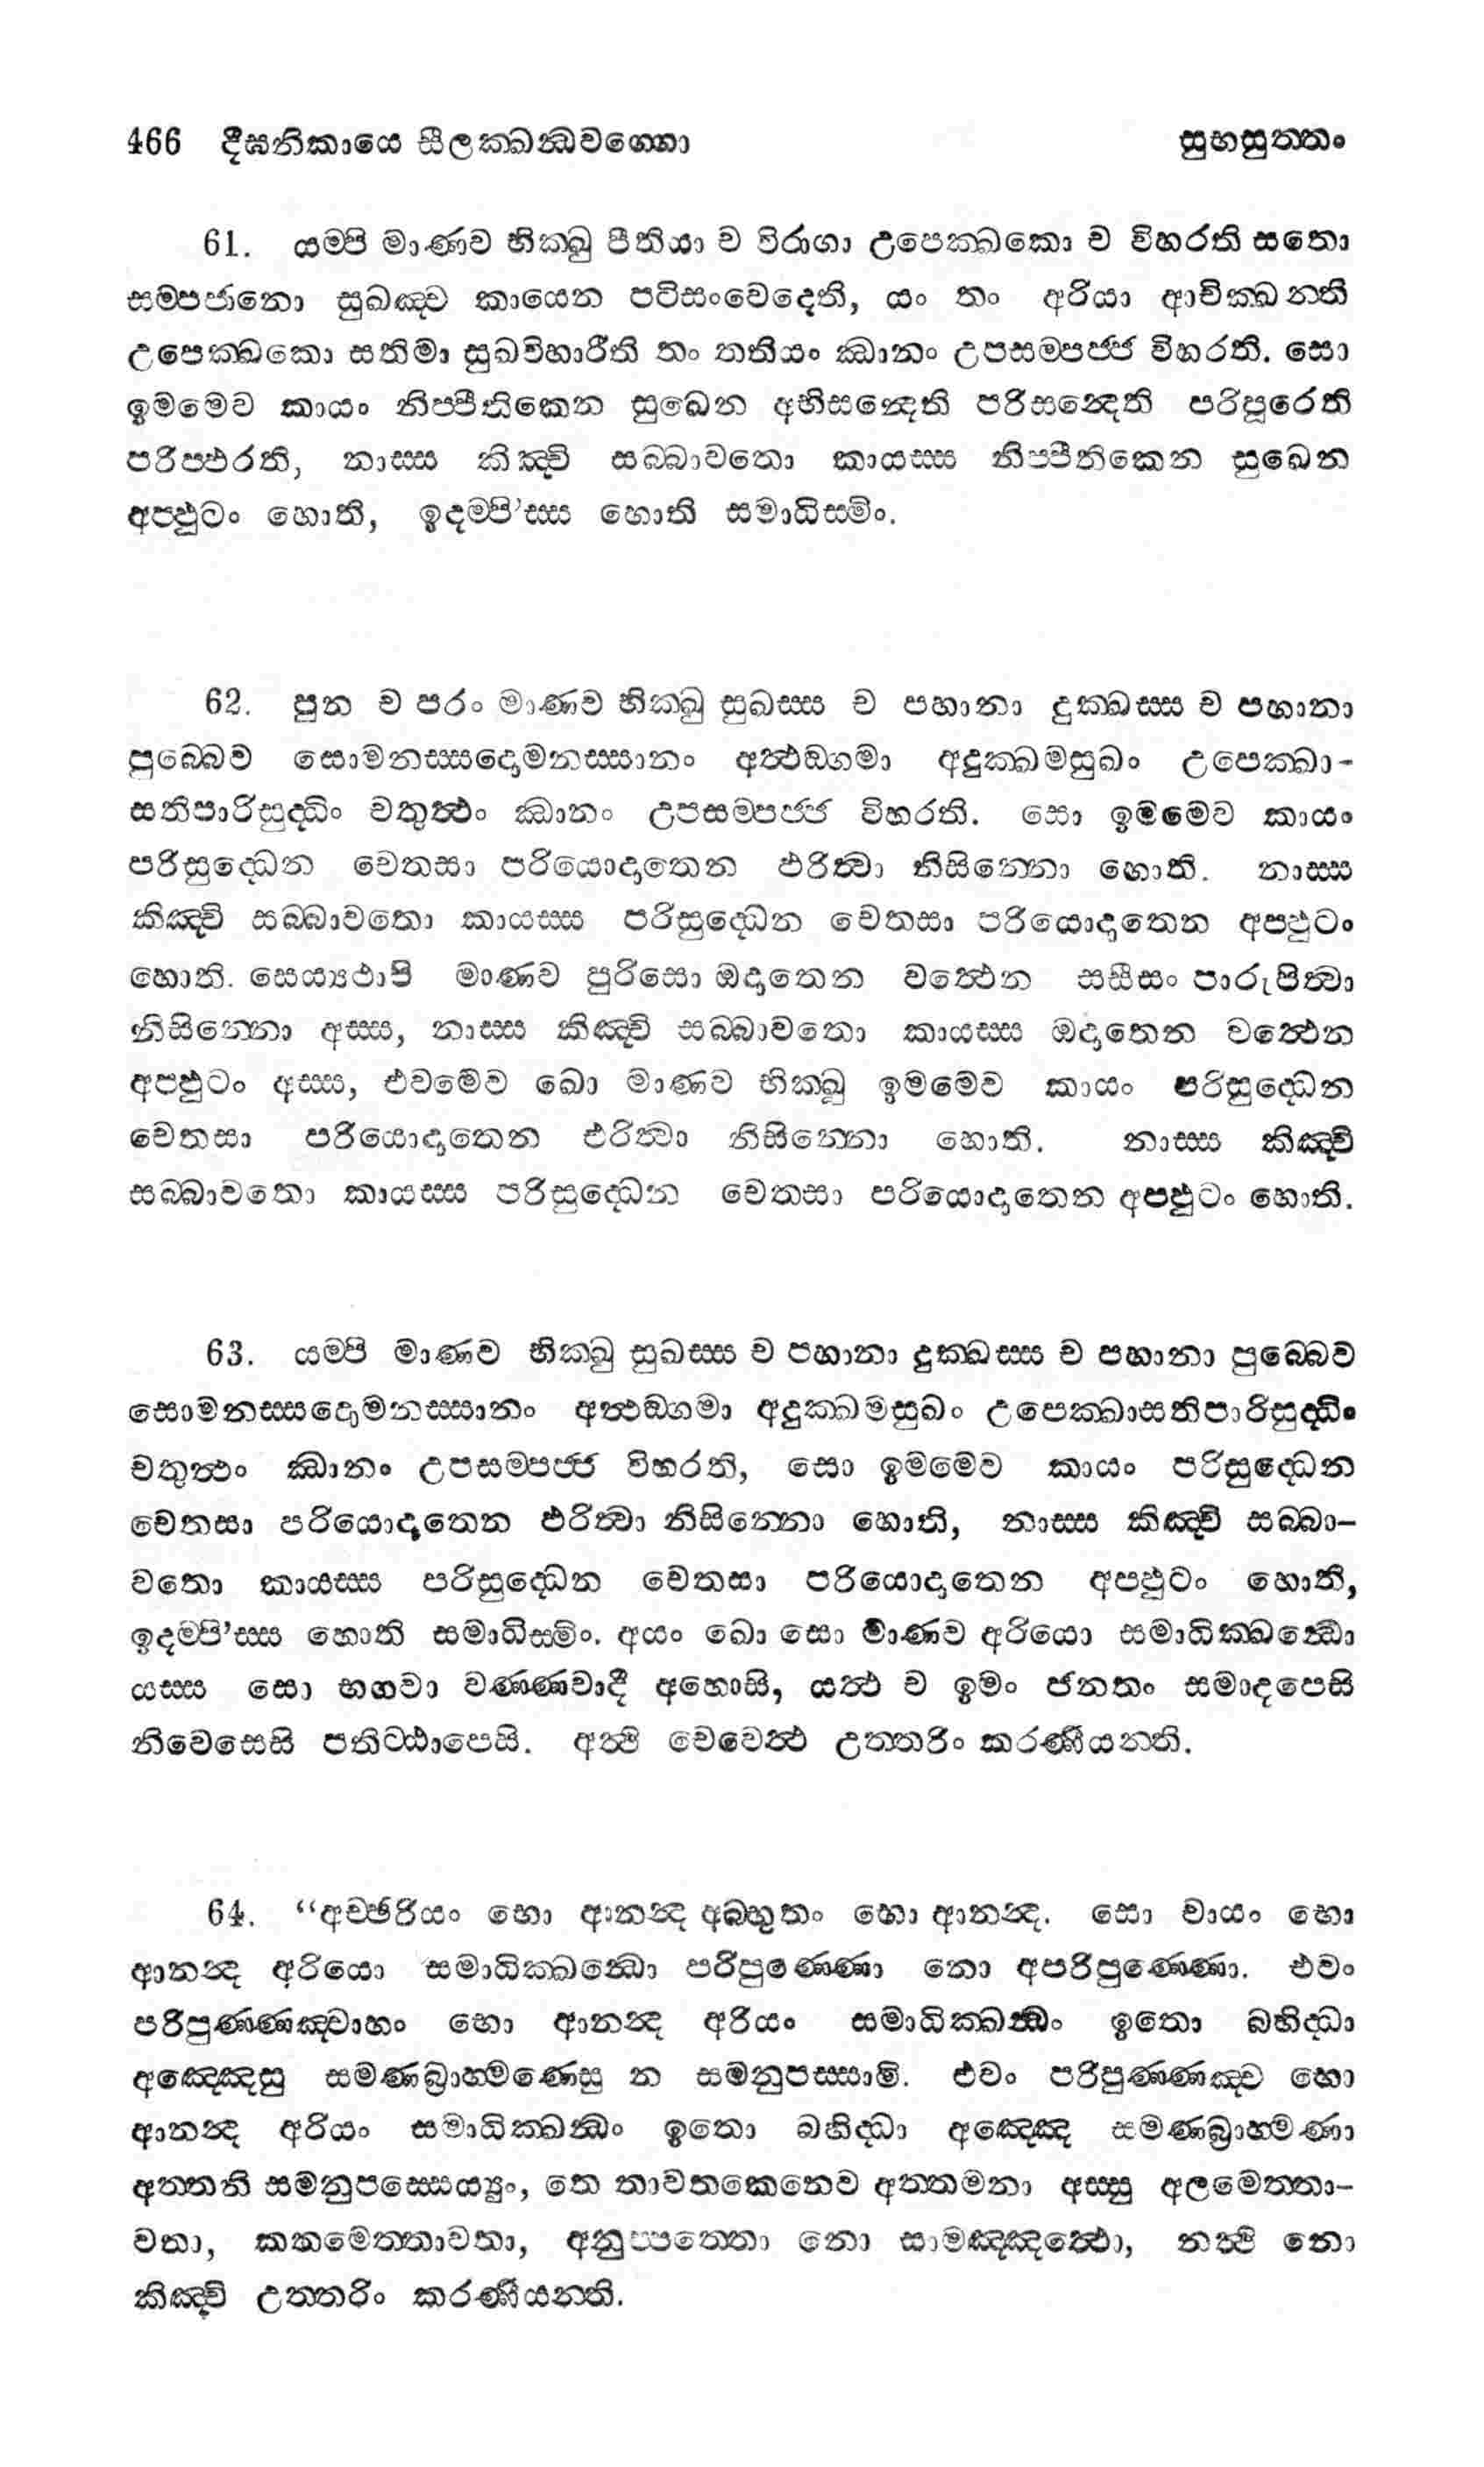 466 දීඝනිකායෙ සීලක්ඛන්ධවග්ගො සුභසුත්තං
61. යම්පි මාණව භික්ඛු පීතියා ච විරාගා උපෙක්ඛකො ච විහරති සතො
සම්පජානො සුඛඤ්ච කායෙන පටිසංවෙදෙති, යං තං අරියා ආචික්ඛන්ති
උපෙක්ඛකො සතිමා සුඛවිහාරීති තං තතියං ඣානං උපසම්පජ්ජ විහරති. සො
ඉමමෙව කායං නිප්පීතිකෙන සුඛෙන අභිසන්දෙති පරිසන්දෙති පරිපූරෙති
පරිප්ඵරති, නාස්ස කිඤ්චි සබ්බාවතො කායස්ස නිප්පීතිකෙන සුඛෙන
අප්ඵුටං හොති, ඉදම්පි'ස්ස හොති සමාධිස්මිං.
62. පුන ච පරං මාණව භික්ඛු සුඛස්ස ච පහානා දුක්ඛස්ස ච පහානා
පුබ්බෙව සොමනස්සදොමනස්සානං අත්ථඞ්ගමා අදුක්ඛමසුඛං උපෙක්ඛා-
සතිපාරිසුද්ධිං චතුත්ථං ඣානං උපසම්පජ්ජ විහරති. සො ඉමමෙව කායං
පරිසුද්ධෙන චෙතසා පරියොදාතෙන ඵරිත්වා නිසින්නො හොති. නාස්ස
කිඤ්චි සබ්බාවතො කායස්ස පරිසුද්ධෙන චෙතසා පරියොදාතෙන අප්ඵුටං
හොති. සෙය්‍යථාපි මාණව පුරිසො ඔදාතෙන වත්ථෙන සසීසං පාරුපිත්වා
නිසින්නො අස්ස, නාස්ස කිඤ්චි සබ්බාවතො කායස්ස ඔදාතෙන වත්ථෙන
අප්ඵුටං අස්ස, එවමෙව ඛො මාණව භික්ඛු ඉමමෙව කායං පරිසුද්ධෙන
චෙතසා පරියොදාතෙන එරිත්වා නිසින්නො හොති. නාස්ස කිඤ්චි
සබ්බාවතො කායස්ස පරිසුද්ධෙන චෙතසා පරියොදාතෙන අප්ඵුටං හොති.
63. යම්පි මාණව භික්ඛු සුඛස්ස ච පහානා දුක්ඛස්ස ච පහානා පුබ්බෙව
සොමනස්සදොමනස්සානං අත්ථඞ්ගමා අදුක්ඛමසුඛං උපෙක්ඛාසතිපාරිසුද්ධිං
චතුත්ථං ඣානං උපසම්පජ්ජ විහරති, සො ඉමමෙව කායං පරිසුද්ධෙන
චෙතසා පරියොදාතෙන ඵරිත්වා නිසින්නො හොති, නාස්ස කිඤ්චි සබ්බා-
වතො කායස්ස පරිසුද්ධෙන චෙතසා පරියොදාතෙන අප්ඵුටං හොති,
ඉදම්පි'ස්ස හොති සමාධිස්මිං. අයං ඛො සො මාණව අරියො සමාධික්ඛන්ධො
යස්ස සො භගවා වණ්ණවාදී අහොසි, යත්ථ ච ඉමං ජනතං සමාදපෙසි
නිවෙසෙසි පතිට්ඨාපෙසි. අත්ථි චෙවෙත්ථ උත්තරිං කරණීයන්ති.
64. "අච්ඡරියං භො ආනන්ද අබ්භුතං භො ආනන්ද. සො චායං භො
ආනන්ද අරියො සමාධික්ඛන්ධො පරිපුණ්ණො නො අපරිපුණ්ණො. එවං
පරිපුණ්ණඤ්චාහං භො ආනන්ද අරියං සමාධික්ඛන්ධං ඉතො බහිද්ධා
අඤ්ඤෙසු සමණබ්‍රාහ්මණෙසු න සමනුපස්සාමි. එවං පරිපුණ්ණඤ්ච භො
ආනන්ද අරියං සමාධික්ඛන්ධං ඉතො බහිද්ධා අඤ්ඤෙ සමණබ්‍රාහ්මණා
අත්තනි සමනුපස්සෙය්‍යුං, තෙ තාවතකෙනෙව අත්තමනා අස්සු අලමෙත්තා-
වතා, කතමෙත්තාවතා, අනුප්පත්තො නො සාමඤ්ඤත්ථො, නත්ථි නො
කිඤ්චි උත්තරිං කරණීයන්ති.